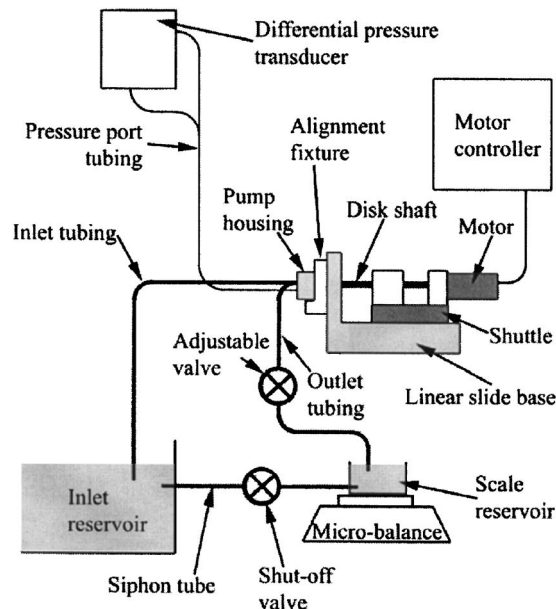 Differential pressure
transducer
Pressure port
tubing
Alignment
fixture
Motor
controller
Pump
housing
Disk shaft
Motor
Inlet tubing
Shuttle
Adjustable
valve
Outlet
tubing
Linear slide base
Inlet
reservoir
Scale
reservoir
Micro-balance
Siphon tube
Shut-off
valve